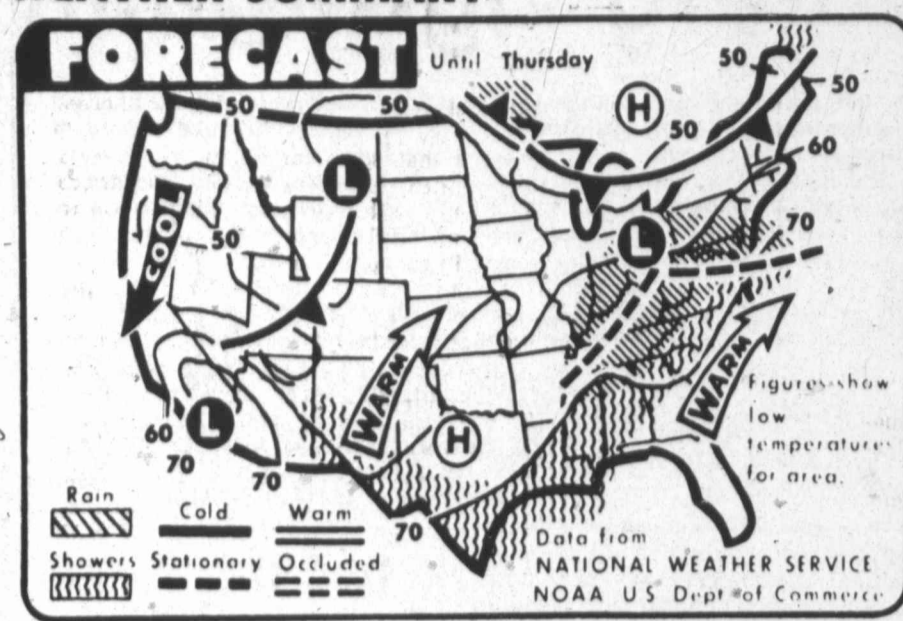 FORECAST
Until Thursday
50
50
50
50
50
60
50
70
L
H
L
COOL
WARM
WARM
H
L
60
70
70
70
Figures show
low
temperatures
for area.
Rain
Cold
Warm
Showers
Stationary
Occluded
Data from
NATIONAL WEATHER SERVICE
NOAA US Dept of Commerce